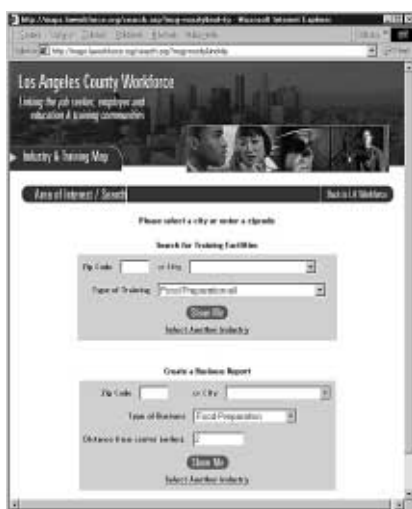 Microsoft Internet Explorer
Los Angeles County Workforce
Linking the job seeker, employer and
education & training communities
Industry & Training Map
Area of Interest / Search
Back to LA Workforce
Please select a city or enter a zipcode
Search for Training Facilities
Zip Code or City
Type of Training Food Preparation-all
Show Me
Select Another Industry
Create a Business Report
Zip Code or City
Type of Business Food Preparation
Distance from center (miles) 2
Show Me
Select Another Industry